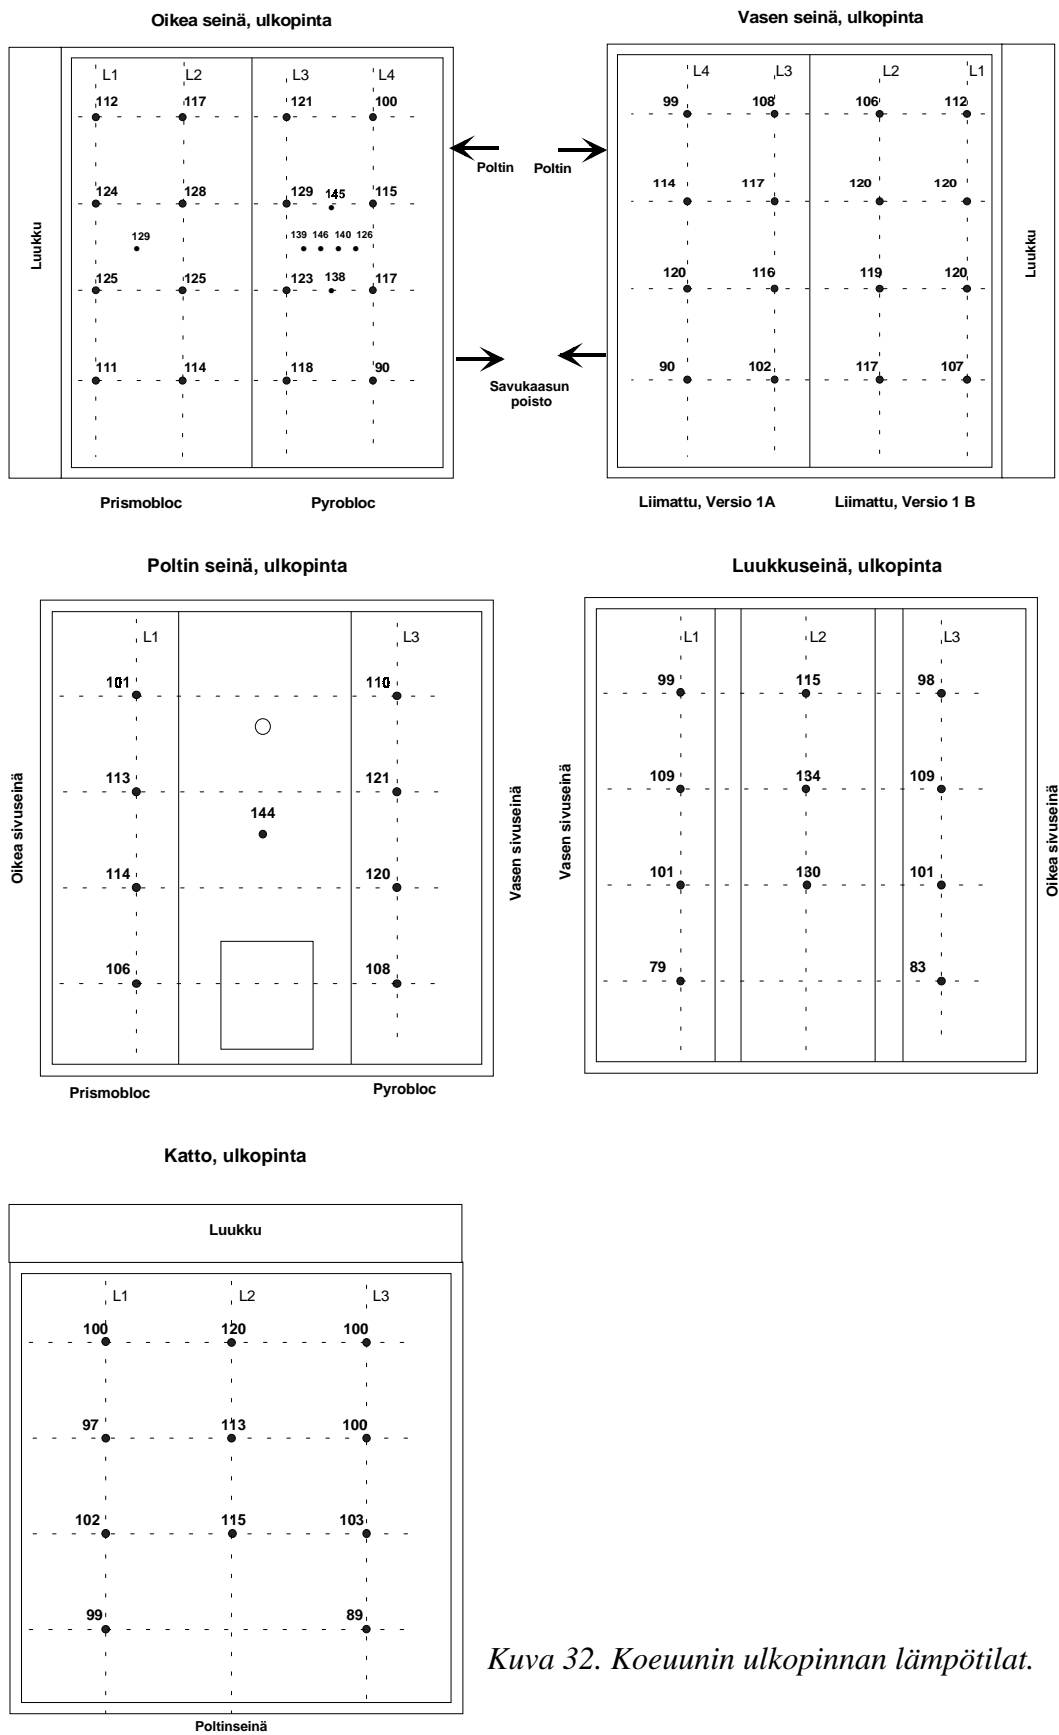 Oikea seinä, ulkopinta
L1 L2 L3 L4
112 117 121 100
124 128 129 145 115
129 139 146 140 126
125 125 123 138 117
111 114 118 90
Luukku
Prismobloc Pyrobloc
Poltin Poltin
Savukaasun
poisto
Vasen seinä, ulkopinta
L4 L3 L2 L1
99 108 106 112
114 117 120 120
120 116 119 120
90 102 117 107
Luukku
Liimattu, Versio 1A Liimattu, Versio 1 B
Poltin seinä, ulkopinta
L1 L3
101 110
113 121
144
114 120
106 108
Oikea sivuseinä
Vasen sivuseinä
Prismobloc Pyrobloc
Luukkuseinä, ulkopinta
L1 L2 L3
99 115 98
109 134 109
101 130 101
79 83
Vasen sivuseinä
Oikea sivuseinä
Katto, ulkopinta
Luukku
L1 L2 L3
100 120 100
97 113 100
102 115 103
99 89
Poltinseinä
Kuva 32. Koeuunin ulkopinnan lämpötilat.